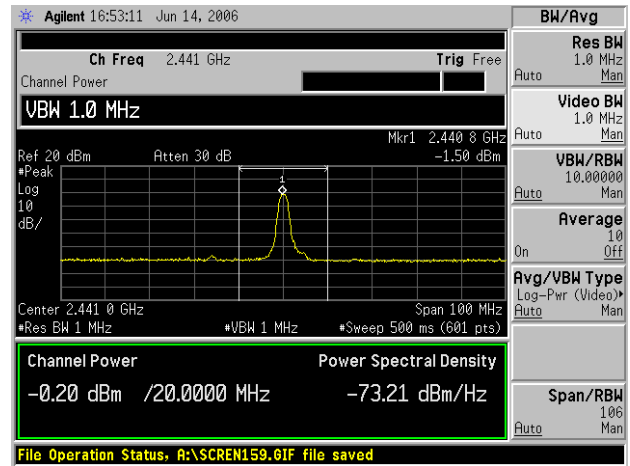 Agilent 16:53:11 Jun 14, 2006
BW/Avg
Ch Freq 2.441 GHz Trig Free
Channel Power
VBW 1.0 MHz
Mkr1 2.440 8 GHz
Ref 20 dBm Atten 30 dB -1.50 dBm
#Peak
Log
10
dB/
1
Center 2.441 0 GHz Span 100 MHz
#Res BW 1 MHz #VBW 1 MHz #Sweep 500 ms (601 pts)
Channel Power Power Spectral Density
-0.20 dBm /20.0000 MHz -73.21 dBm/Hz
Res BW
1.0 MHz
Auto Man
Video BW
1.0 MHz
Auto Man
VBW/RBW
10.00000
Auto Man
Average
10
On Off
Avg/VBW Type
Log-Pwr (Video)▸
Auto Man
Span/RBW
106
Auto Man
File Operation Status, A:\SCREN159.GIF file saved